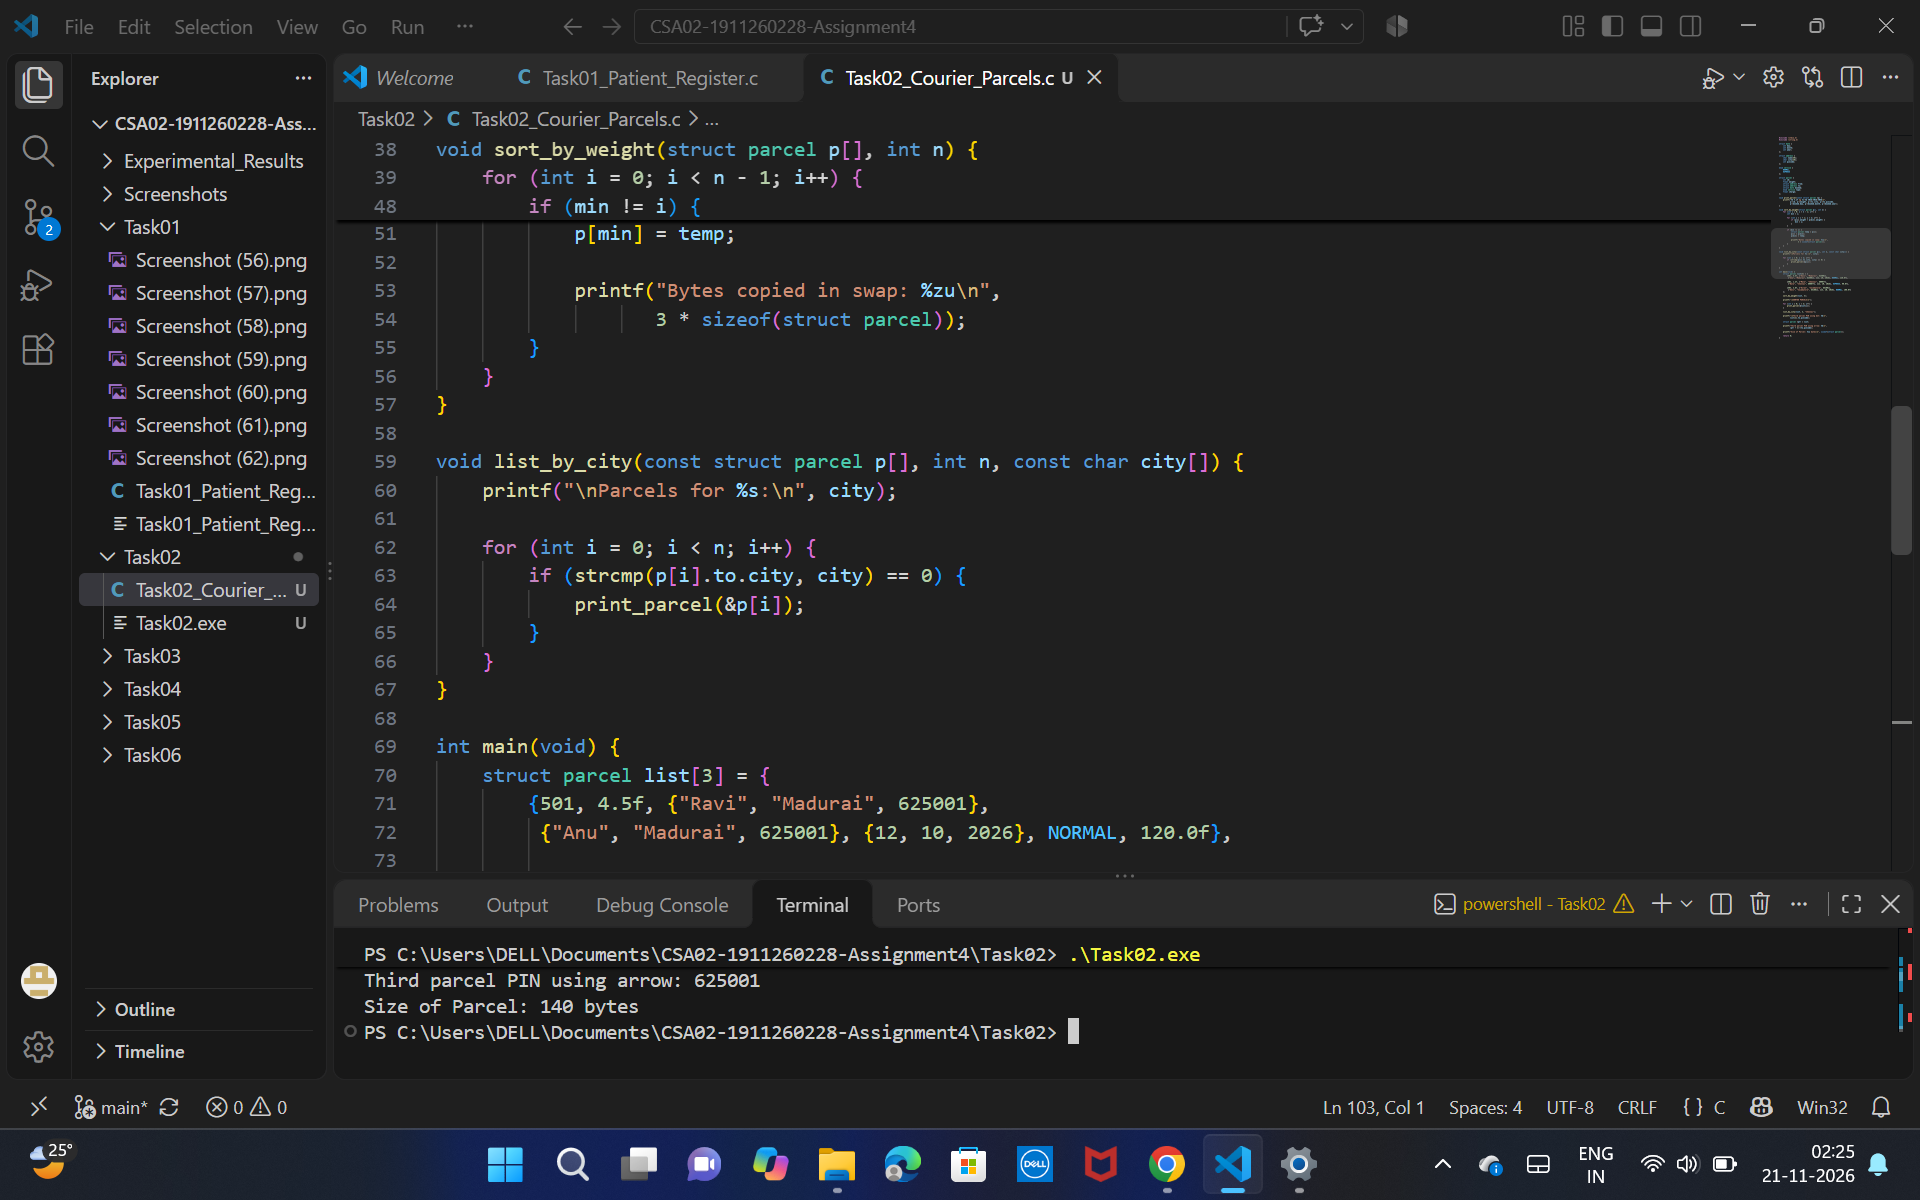 File Edit Selection View Go Run ···
CSA02-1911260228-Assignment4
Explorer
CSA02-1911260228-Ass...
Experimental_Results
Screenshots
Task01
Screenshot (56).png
Screenshot (57).png
Screenshot (58).png
Screenshot (59).png
Screenshot (60).png
Screenshot (61).png
Screenshot (62).png
C Task01_Patient_Reg...
Task01_Patient_Reg...
Task02
C Task02_Courier_... U
Task02.exe U
Task03
Task04
Task05
Task06
Outline
Timeline
2
Welcome
C Task01_Patient_Register.c
C Task02_Courier_Parcels.c U
Task02 > C Task02_Courier_Parcels.c > ...
38 void sort_by_weight(struct parcel p[], int n) {
39 for (int i = 0; i < n - 1; i++) {
48 if (min != i) {
51 p[min] = temp;
52
53 printf("Bytes copied in swap: %zu\n",
54 3 * sizeof(struct parcel));
55 }
56 }
57 }
58
59 void list_by_city(const struct parcel p[], int n, const char city[]) {
60 printf("\nParcels for %s:\n", city);
61
62 for (int i = 0; i < n; i++) {
63 if (strcmp(p[i].to.city, city) == 0) {
64 print_parcel(&p[i]);
65 }
66 }
67 }
68
69 int main(void) {
70 struct parcel list[3] = {
71 {501, 4.5f, {"Ravi", "Madurai", 625001},
72 {"Anu", "Madurai", 625001}, {12, 10, 2026}, NORMAL, 120.0f},
73
Problems Output Debug Console Terminal Ports
powershell - Task02
PS C:\Users\DELL\Documents\CSA02-1911260228-Assignment4\Task02> .\Task02.exe
Third parcel PIN using arrow: 625001
Size of Parcel: 140 bytes
PS C:\Users\DELL\Documents\CSA02-1911260228-Assignment4\Task02>
main* 0 0
Ln 103, Col 1 Spaces: 4 UTF-8 CRLF {} C Win32
25°
DELL
ENG
IN
02:25
21-11-2026